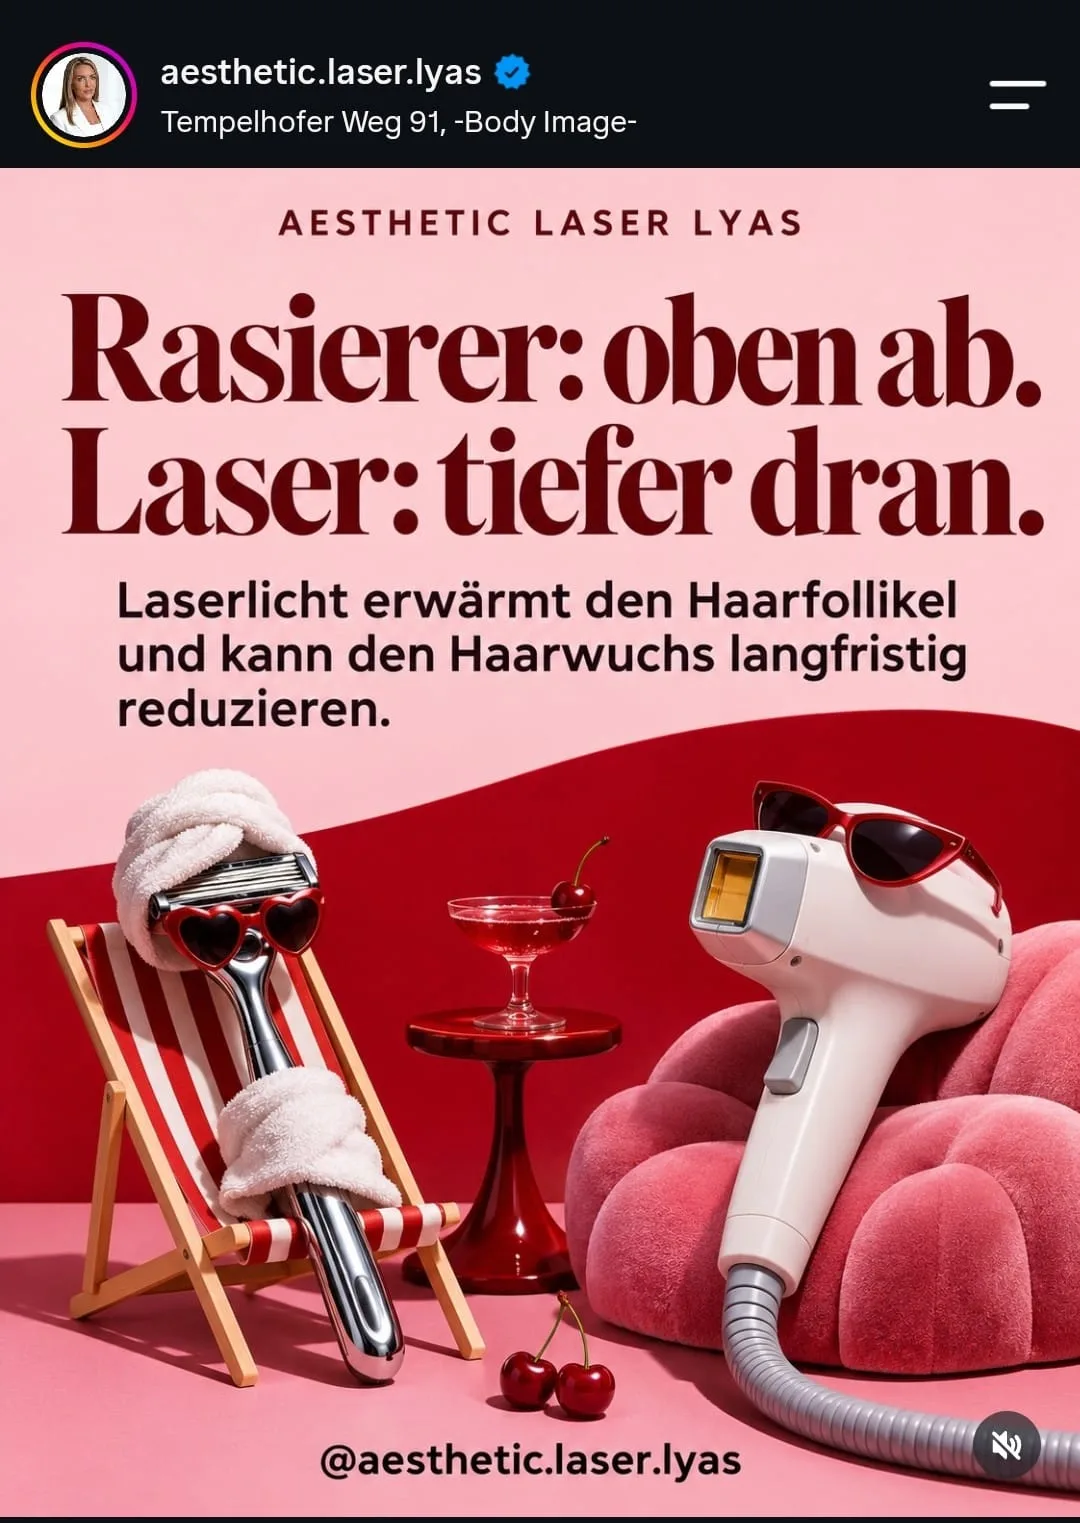 aesthetic.laser.lyas
Tempelhofer Weg 91, -Body Image-
AESTHETIC LASER LYAS
Rasierer: oben ab.
Laser: tiefer dran.
Laserlicht erwärmt den Haarfollikel
und kann den Haarwuchs langfristig
reduzieren.
@aesthetic.laser.lyas